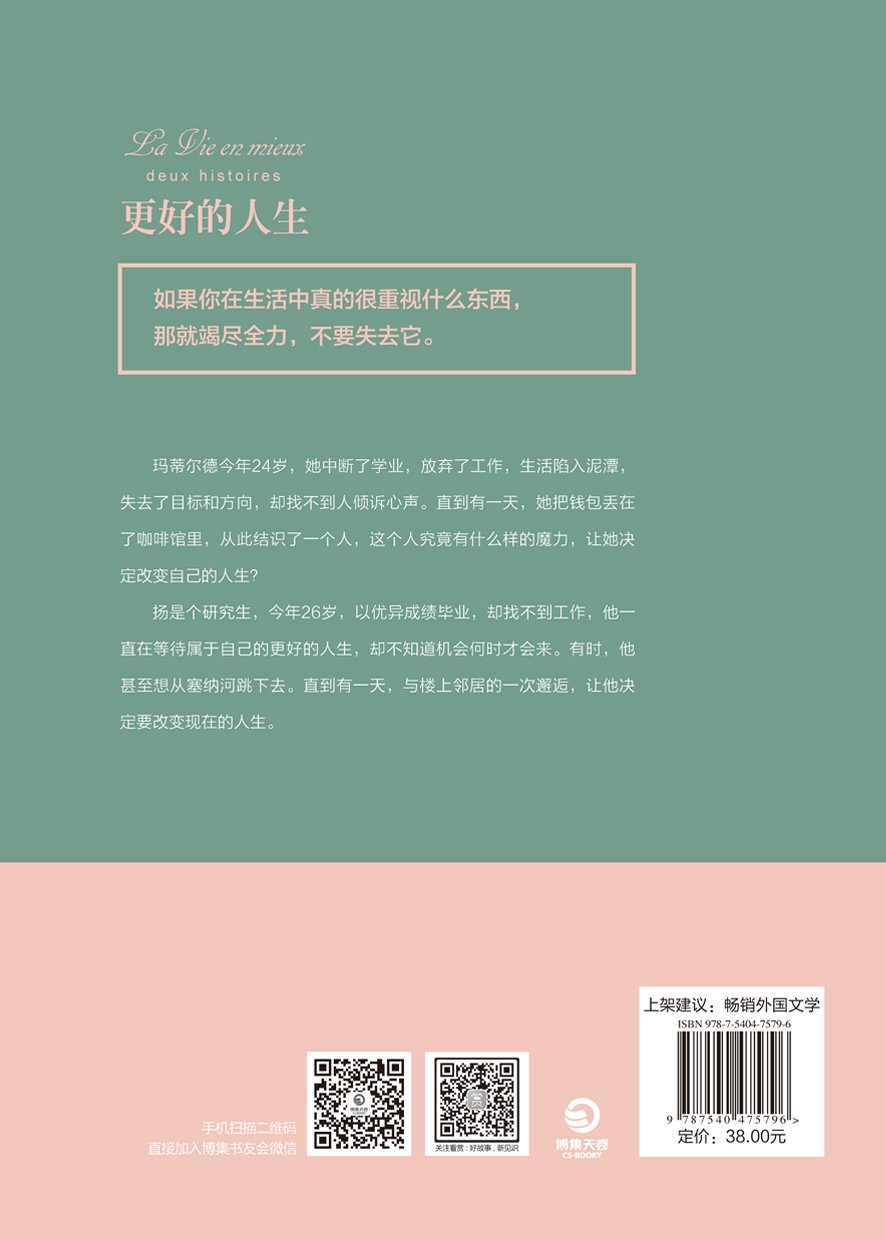 La Vie en mieux
deux histoires
更好的人生
如果你在生活中真的很重视什么东西，
那就竭尽全力，不要失去它。
玛蒂尔德今年24岁，她中断了学业，放弃了工作，生活陷入泥潭，
失去了目标和方向，却找不到人倾诉心声。直到有一天，她把钱包丢在
了咖啡馆里，从此结识了一个人，这个人究竟有什么样的魔力，让她决
定改变自己的人生？
扬是个研究生，今年26岁，以优异成绩毕业，却找不到工作，他一
直在等待属于自己的更好的人生，却不知道机会何时才会来。有时，他
甚至想从塞纳河跳下去。直到有一天，与楼上邻居的一次邂逅，让他决
定要改变现在的人生。
上架建议：畅销外国文学
ISBN 978-7-5404-7579-6
9 787540 475796 >
定价：38.00元
手机扫描二维码
直接加入博集书友会微信
博集天卷
关注看赏：好故事，新见识
博集天卷
CS-BOOKY